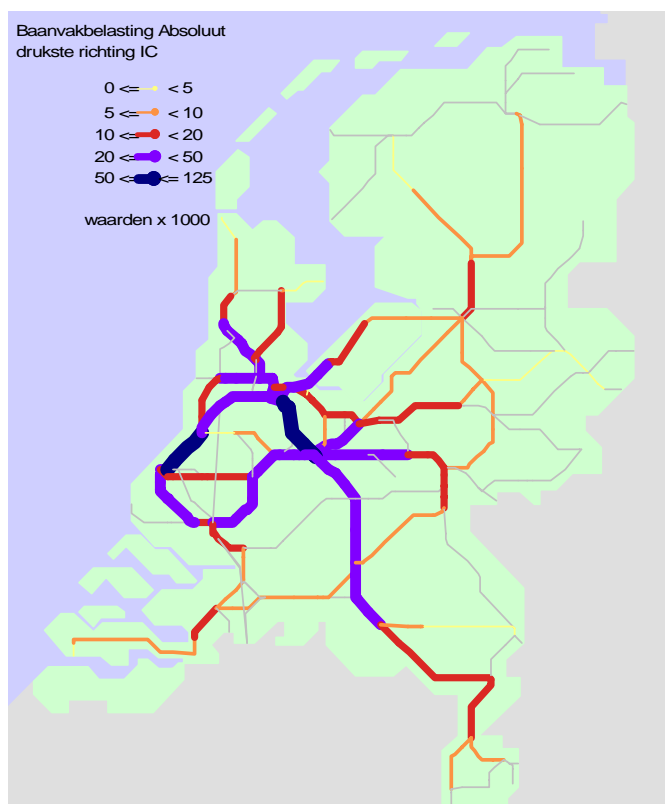 Baanvakbelasting Absoluut
drukste richting IC
0 <= < 5
5 <= < 10
10 <= < 20
20 <= < 50
50 <= <= 125
waarden x 1000